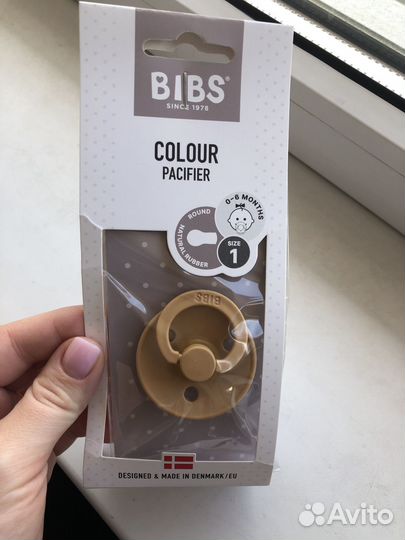 BIBS®
SINCE 1978
COLOUR
PACIFIER
ROUND
NATURAL RUBBER
0-6 MONTHS
SIZE
1
BIBS
DESIGNED & MADE IN DENMARK/EU
Avito